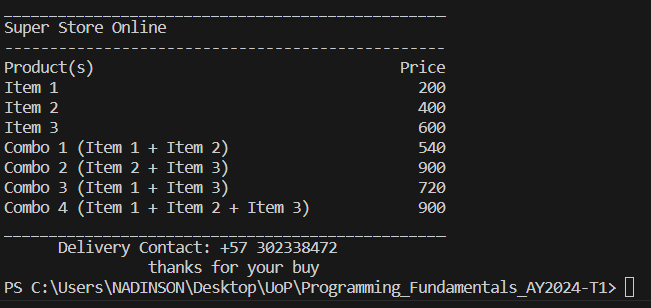 _________________________________________________
Super Store Online
-------------------------------------------------
Product(s)                                  Price
Item 1                                        200
Item 2                                        400
Item 3                                        600
Combo 1 (Item 1 + Item 2)                     540
Combo 2 (Item 2 + Item 3)                     900
Combo 3 (Item 1 + Item 3)                     720
Combo 4 (Item 1 + Item 2 + Item 3)            900
_________________________________________________
      Delivery Contact: +57 302338472
                thanks for your buy
PS C:\Users\NADINSON\Desktop\UoP\Programming_Fundamentals_AY2024-T1>